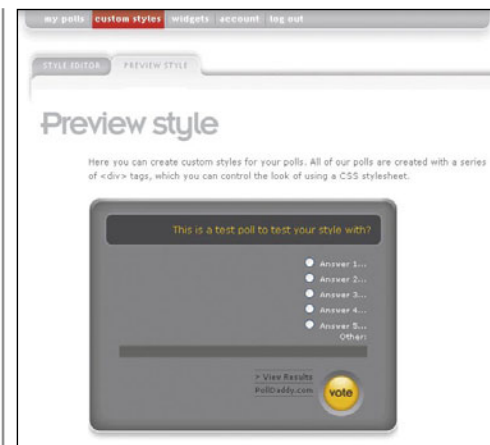 my polls custom styles widgets account log out
STYLE EDITOR PREVIEW STYLE
Preview style
Here you can create custom styles for your polls. All of our polls are created with a series
of <div> tags, which you can control the look of using a CSS stylesheet.
This is a test poll to test your style with?
Answer 1...
Answer 2...
Answer 3...
Answer 4...
Answer 5...
Other:
> View Results
PollDaddy.com
vote